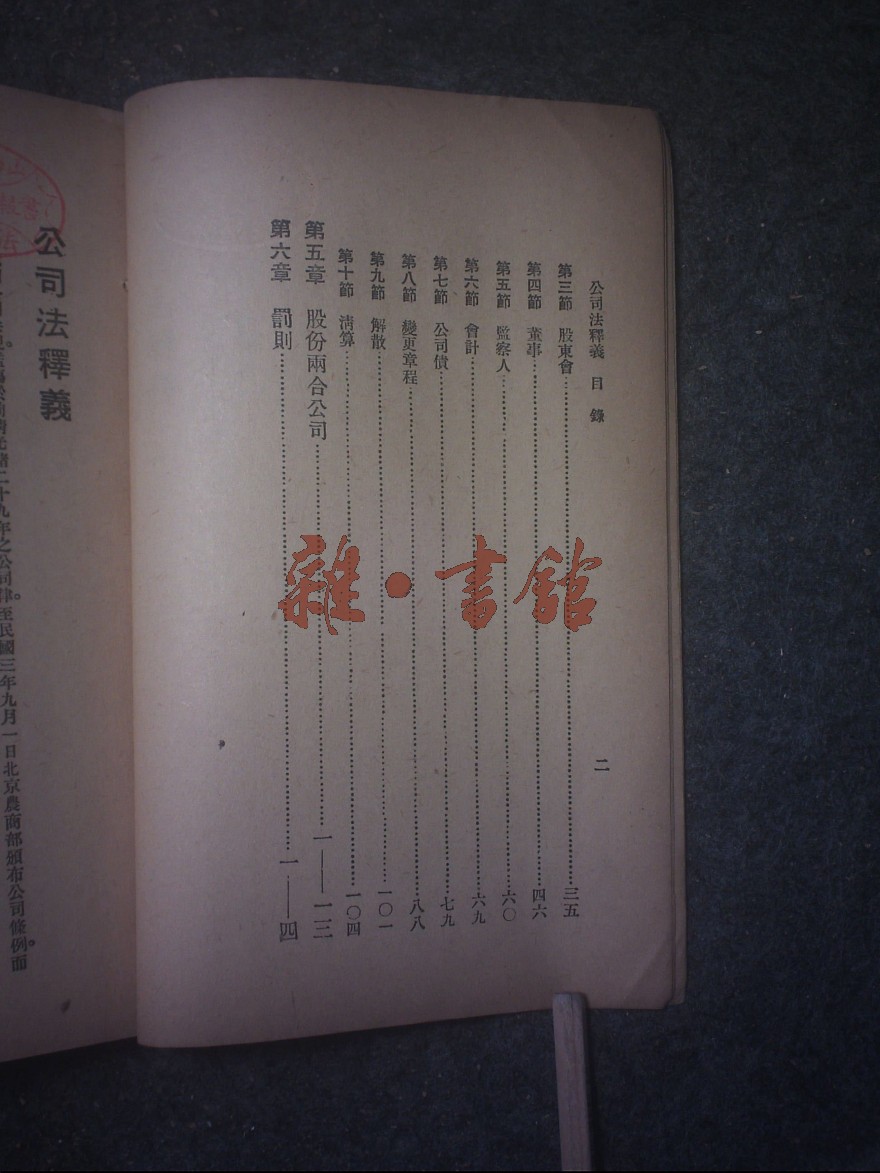 公司法釋義 目錄 二
第三節 股東會……三五
第四節 董事……四六
第五節 監察人……六〇
第六節 會計……六九
第七節 公司債……七九
第八節 變更章程……八八
第九節 解散……一〇一
第十節 清算……一〇四
第五章 股份兩合公司……一——一三
第六章 罰則……一——四
雜·書館
公司法釋義
前清光緒二十九年之公司律。至民國三年九月一日北京農商部頒布公司條例。而